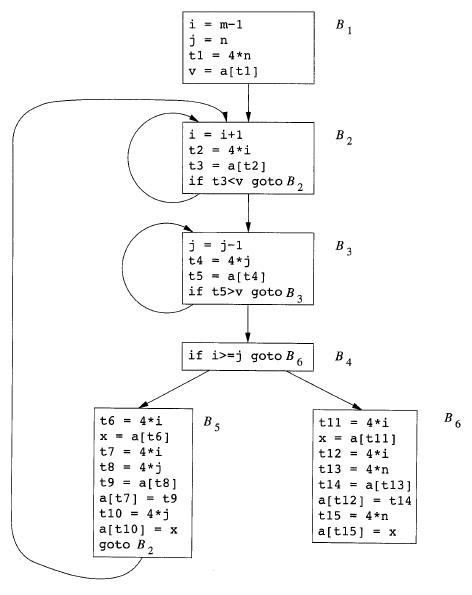 i = m-1
j = n
t1 = 4*n
v = a[t1]
B1
i = i+1
t2 = 4*i
t3 = a[t2]
if t3<v goto B2
B2
j = j-1
t4 = 4*j
t5 = a[t4]
if t5>v goto B3
B3
if i>=j goto B6
B4
t6 = 4*i
x = a[t6]
t7 = 4*i
t8 = 4*j
t9 = a[t8]
a[t7] = t9
t10 = 4*j
a[t10] = x
goto B2
B5
t11 = 4*i
x = a[t11]
t12 = 4*i
t13 = 4*n
t14 = a[t13]
a[t12] = t14
t15 = 4*n
a[t15] = x
B6